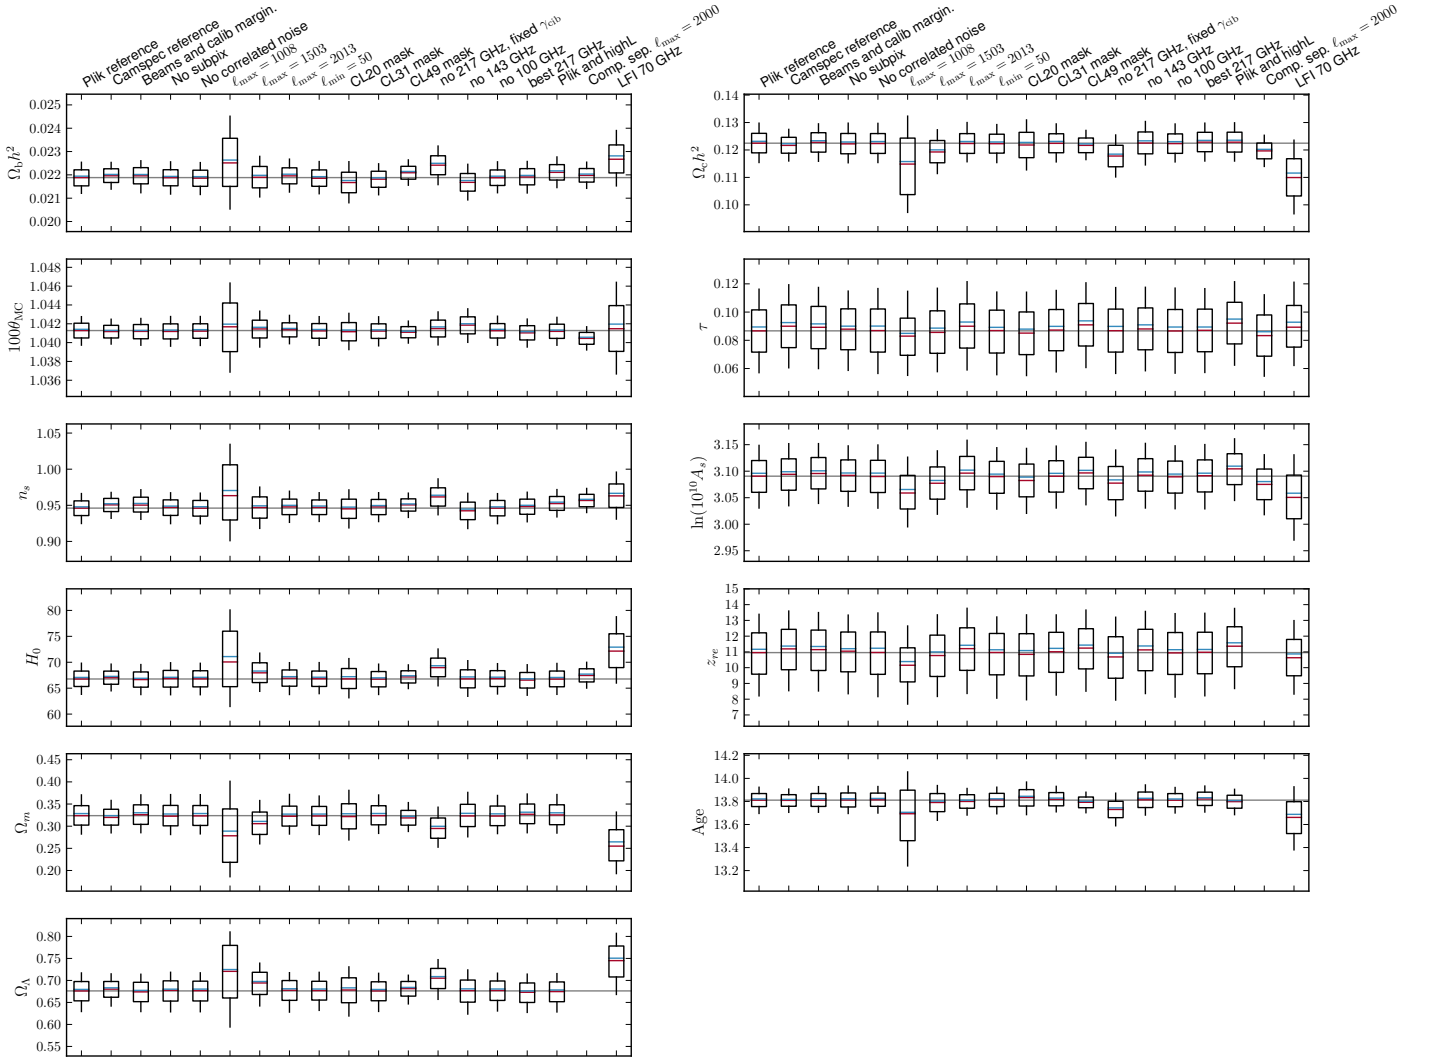 Plik reference
Camspec reference
Beams and calib margin.
No subpix
No correlated noise
ℓmax = 1008
ℓmax = 1503
ℓmax = 2013
ℓmin = 50
CL20 mask
CL31 mask
CL49 mask
no 217 GHz, fixed γcib
no 143 GHz
no 100 GHz
best 217 GHz
Plik and highL
Comp. sep. ℓmax = 2000
LFI 70 GHz
Ωbh²
0.025
0.024
0.023
0.022
0.021
0.020
100θMC
1.048
1.046
1.044
1.042
1.040
1.038
1.036
ns
1.05
1.00
0.95
0.90
H0
80
75
70
65
60
Ωm
0.45
0.40
0.35
0.30
0.25
0.20
ΩΛ
0.80
0.75
0.70
0.65
0.60
0.55
Plik reference
Camspec reference
Beams and calib margin.
No subpix
No correlated noise
ℓmax = 1008
ℓmax = 1503
ℓmax = 2013
ℓmin = 50
CL20 mask
CL31 mask
CL49 mask
no 217 GHz, fixed γcib
no 143 GHz
no 100 GHz
best 217 GHz
Plik and highL
Comp. sep. ℓmax = 2000
LFI 70 GHz
Ωch²
0.14
0.13
0.12
0.11
0.10
τ
0.12
0.10
0.08
0.06
ln(10¹⁰As)
3.15
3.10
3.05
3.00
2.95
zre
15
14
13
12
11
10
9
8
7
Age
14.2
14.0
13.8
13.6
13.4
13.2